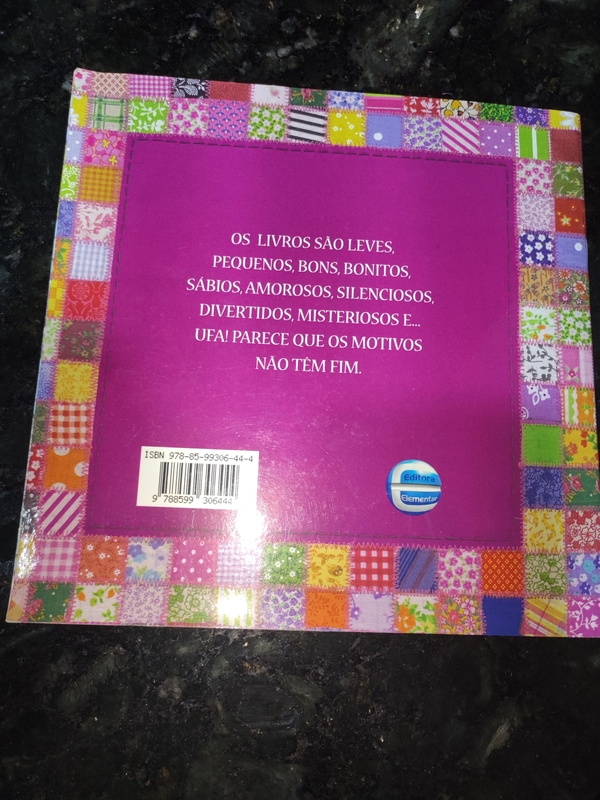 OS LIVROS SÃO LEVES,
PEQUENOS, BONS, BONITOS,
SÁBIOS, AMOROSOS, SILENCIOSOS,
DIVERTIDOS, MISTERIOSOS E...
UFA! PARECE QUE OS MOTIVOS
NÃO TÊM FIM.
ISBN 978-85-99306-44-4
9 788599 306444
Editora
Elementar